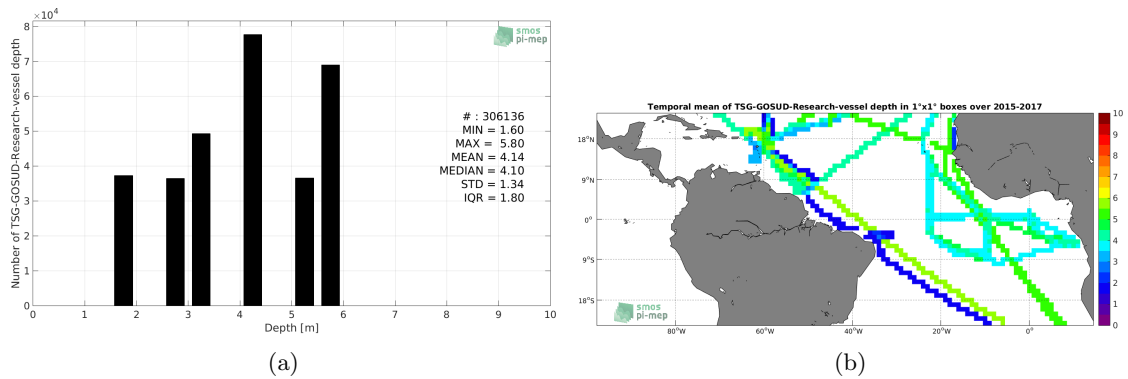 ×10⁴
8
7
6
5
4
3
2
1
0
Number of TSG-GOSUD-Research-vessel depth
smos
pi-mep
# : 306136
MIN = 1.60
MAX = 5.80
MEAN = 4.14
MEDIAN = 4.10
STD = 1.34
IQR = 1.80
0 1 2 3 4 5 6 7 8 9 10
Depth [m]
(a)
Temporal mean of TSG-GOSUD-Research-vessel depth in 1°x1° boxes over 2015-2017
18°N
9°N
0°
9°S
18°S
smos
pi-mep
80°W 60°W 40°W 20°W 0°
10
9
8
7
6
5
4
3
2
1
0
(b)